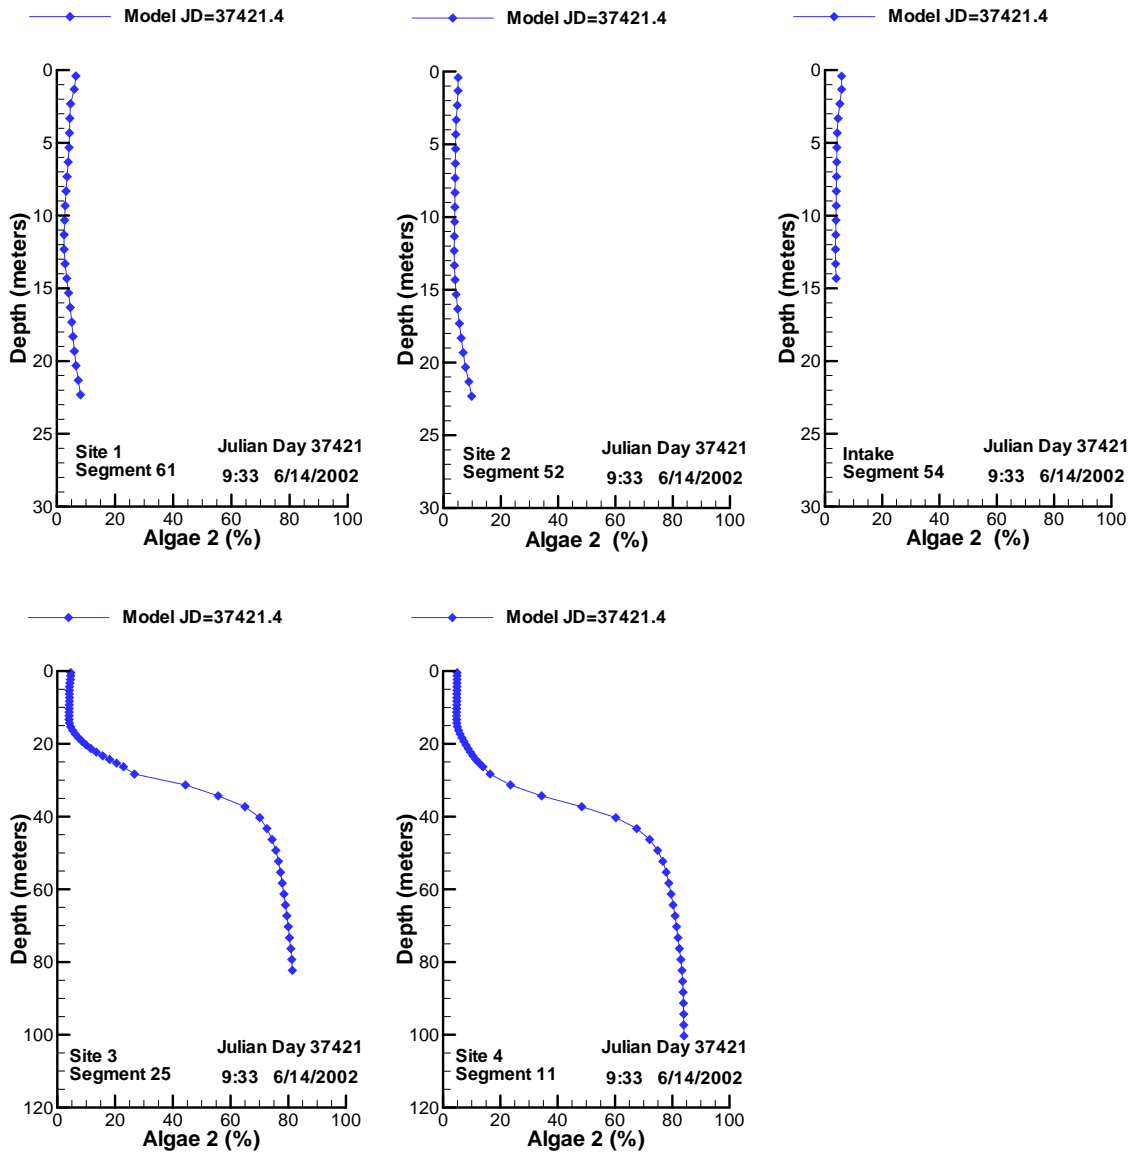 Model JD=37421.4
0
5
10
15
20
25
30
0 20 40 60 80 100
Depth (meters)
Algae 2 (%)
Site 1
Segment 61
Julian Day 37421
9:33 6/14/2002
Model JD=37421.4
0
5
10
15
20
25
30
0 20 40 60 80 100
Depth (meters)
Algae 2 (%)
Site 2
Segment 52
Julian Day 37421
9:33 6/14/2002
Model JD=37421.4
0
5
10
15
20
25
30
0 20 40 60 80 100
Depth (meters)
Algae 2 (%)
Intake
Segment 54
Julian Day 37421
9:33 6/14/2002
Model JD=37421.4
0
20
40
60
80
100
120
0 20 40 60 80 100
Depth (meters)
Algae 2 (%)
Site 3
Segment 25
Julian Day 37421
9:33 6/14/2002
Model JD=37421.4
0
20
40
60
80
100
120
0 20 40 60 80 100
Depth (meters)
Algae 2 (%)
Site 4
Segment 11
Julian Day 37421
9:33 6/14/2002